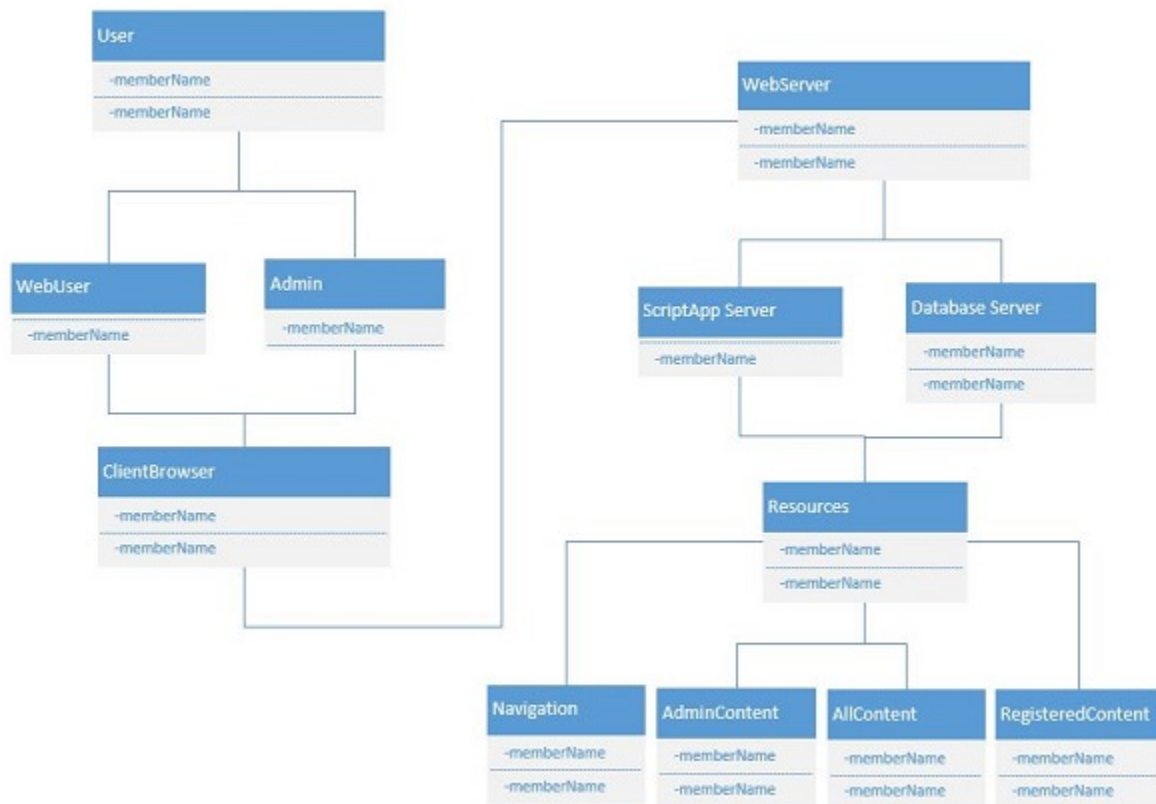 User
-memberName
-memberName
WebServer
-memberName
-memberName
WebUser
-memberName
Admin
-memberName
ScriptApp Server
-memberName
Database Server
-memberName
-memberName
ClientBrowser
-memberName
-memberName
Resources
-memberName
-memberName
Navigation
-memberName
-memberName
AdminContent
-memberName
-memberName
AllContent
-memberName
-memberName
RegisteredContent
-memberName
-memberName